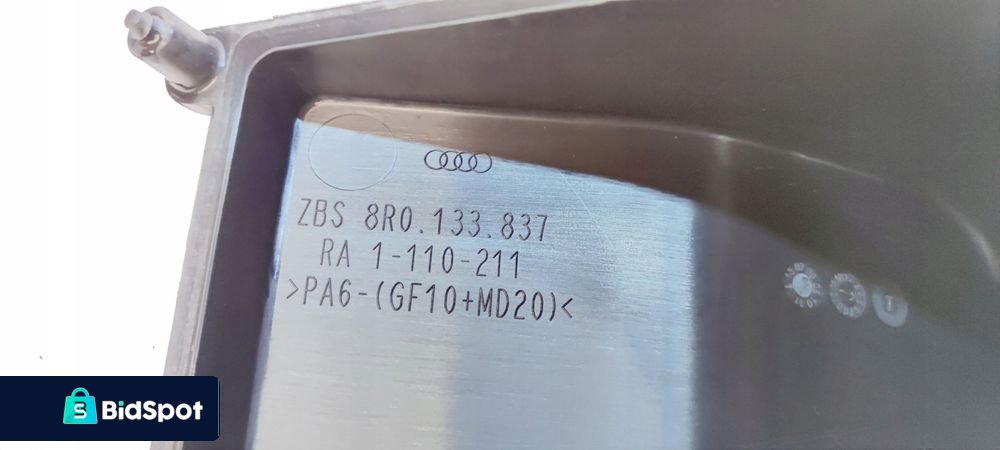 ZBS 8R0.133.837
RA 1-110-211
>PA6-(GF10+MD20)<
BidSpot